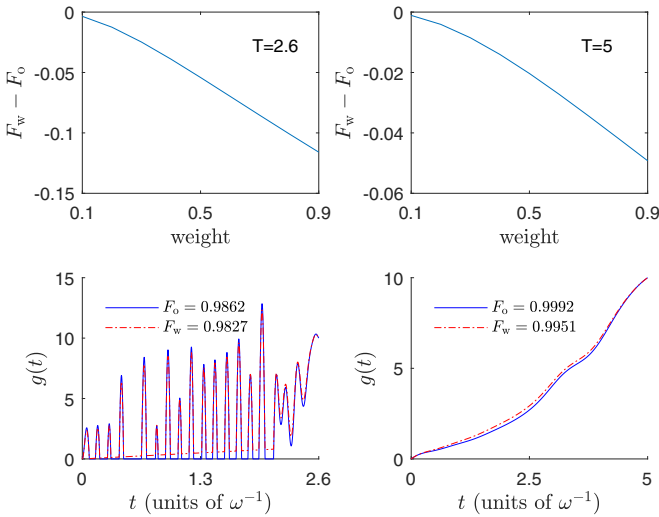 0
-0.05
-0.1
-0.15
F_w − F_o
T=2.6
0.1 0.5 0.9
weight
0
-0.02
-0.04
-0.06
F_w − F_o
T=5
0.1 0.5 0.9
weight
15
10
5
0
g(t)
F_o = 0.9862
F_w = 0.9827
0 1.3 2.6
t (units of ω⁻¹)
10
5
0
g(t)
F_o = 0.9992
F_w = 0.9951
0 2.5 5
t (units of ω⁻¹)